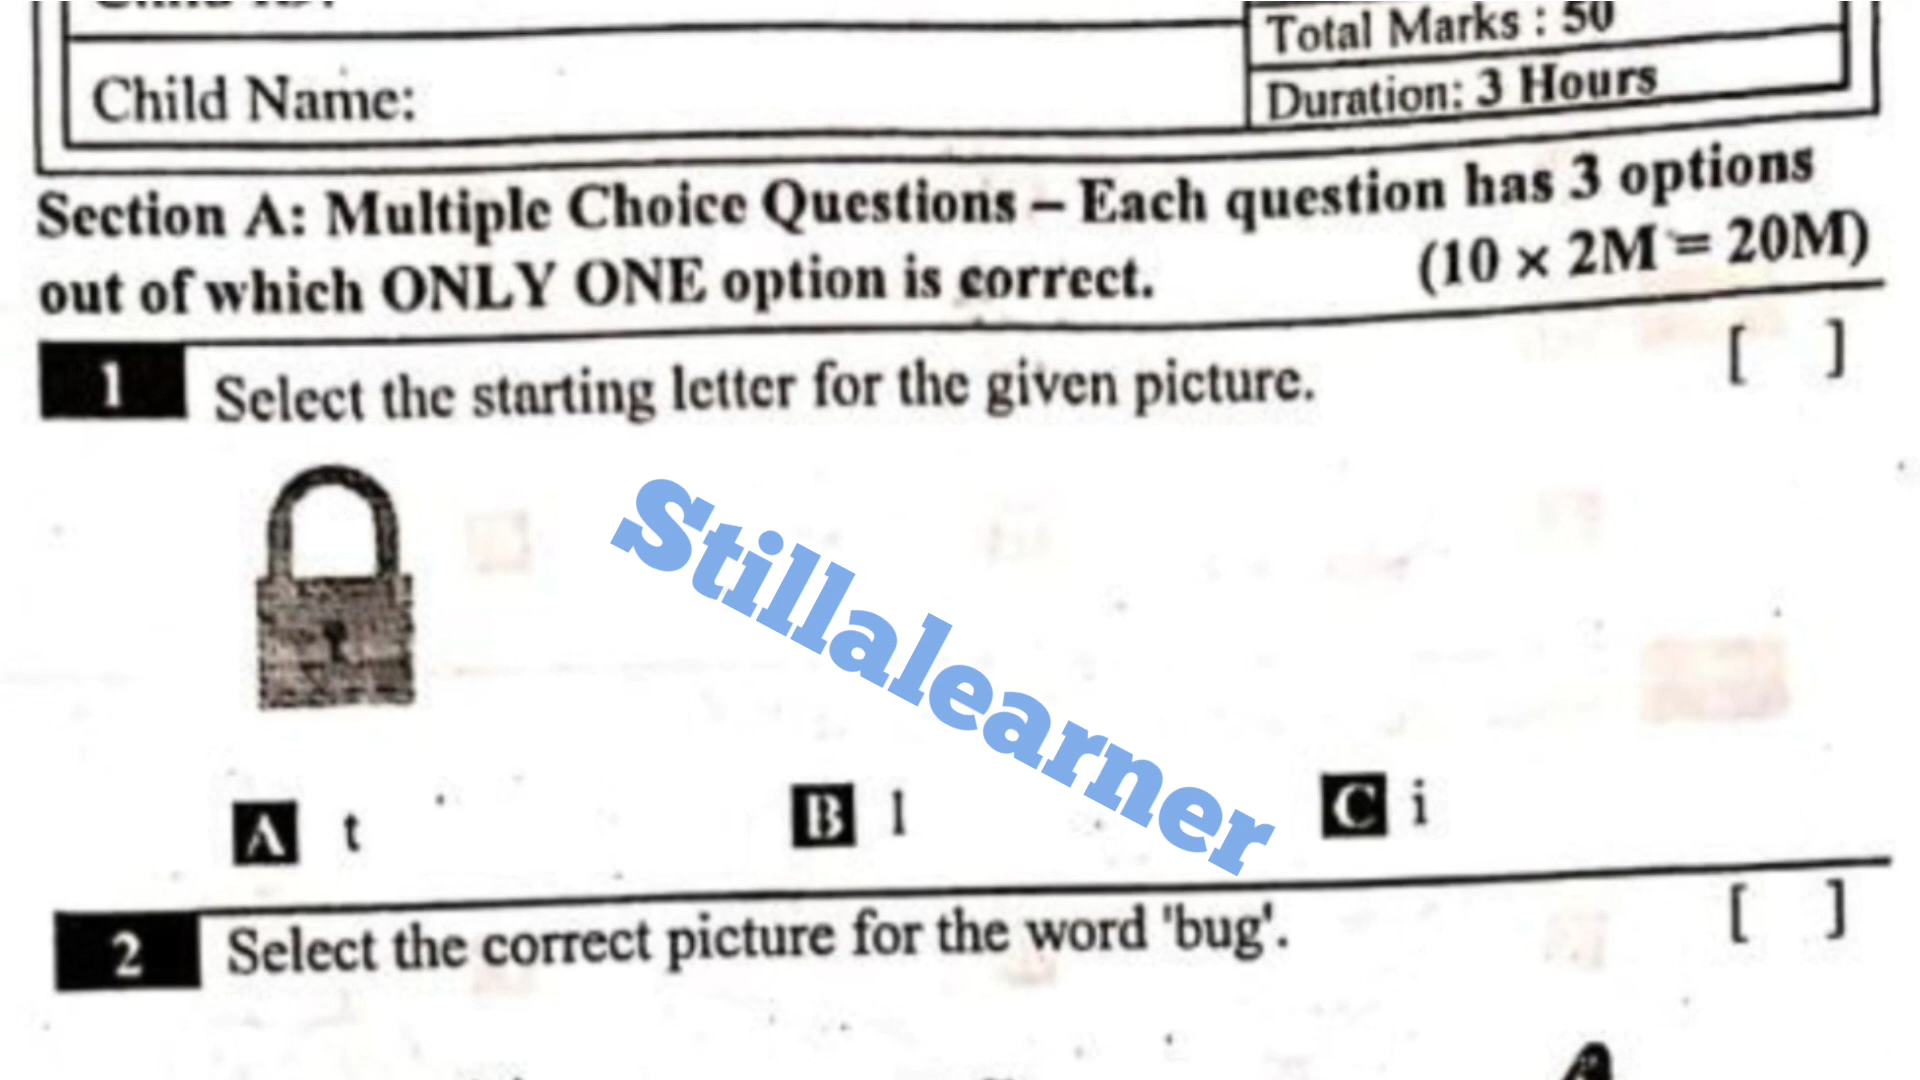 Total Marks : 50
Child Name:
Duration: 3 Hours
Section A: Multiple Choice Questions – Each question has 3 options
out of which ONLY ONE option is correct. (10 × 2M = 20M)
1 Select the starting letter for the given picture. [ ]
Stillalearner
A t B l C i
2 Select the correct picture for the word 'bug'. [ ]